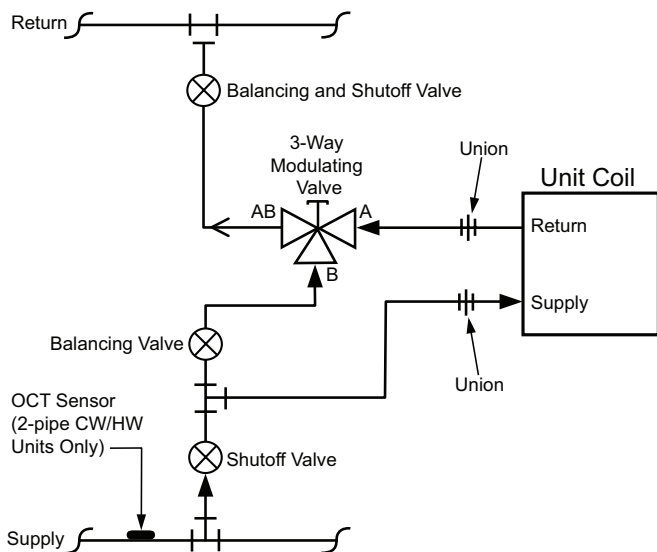 Return
Balancing and Shutoff Valve
3-Way
Modulating
Valve
Union
Unit Coil
AB
A
Return
B
Supply
Balancing Valve
Union
OCT Sensor
(2-pipe CW/HW
Units Only)
Shutoff Valve
Supply